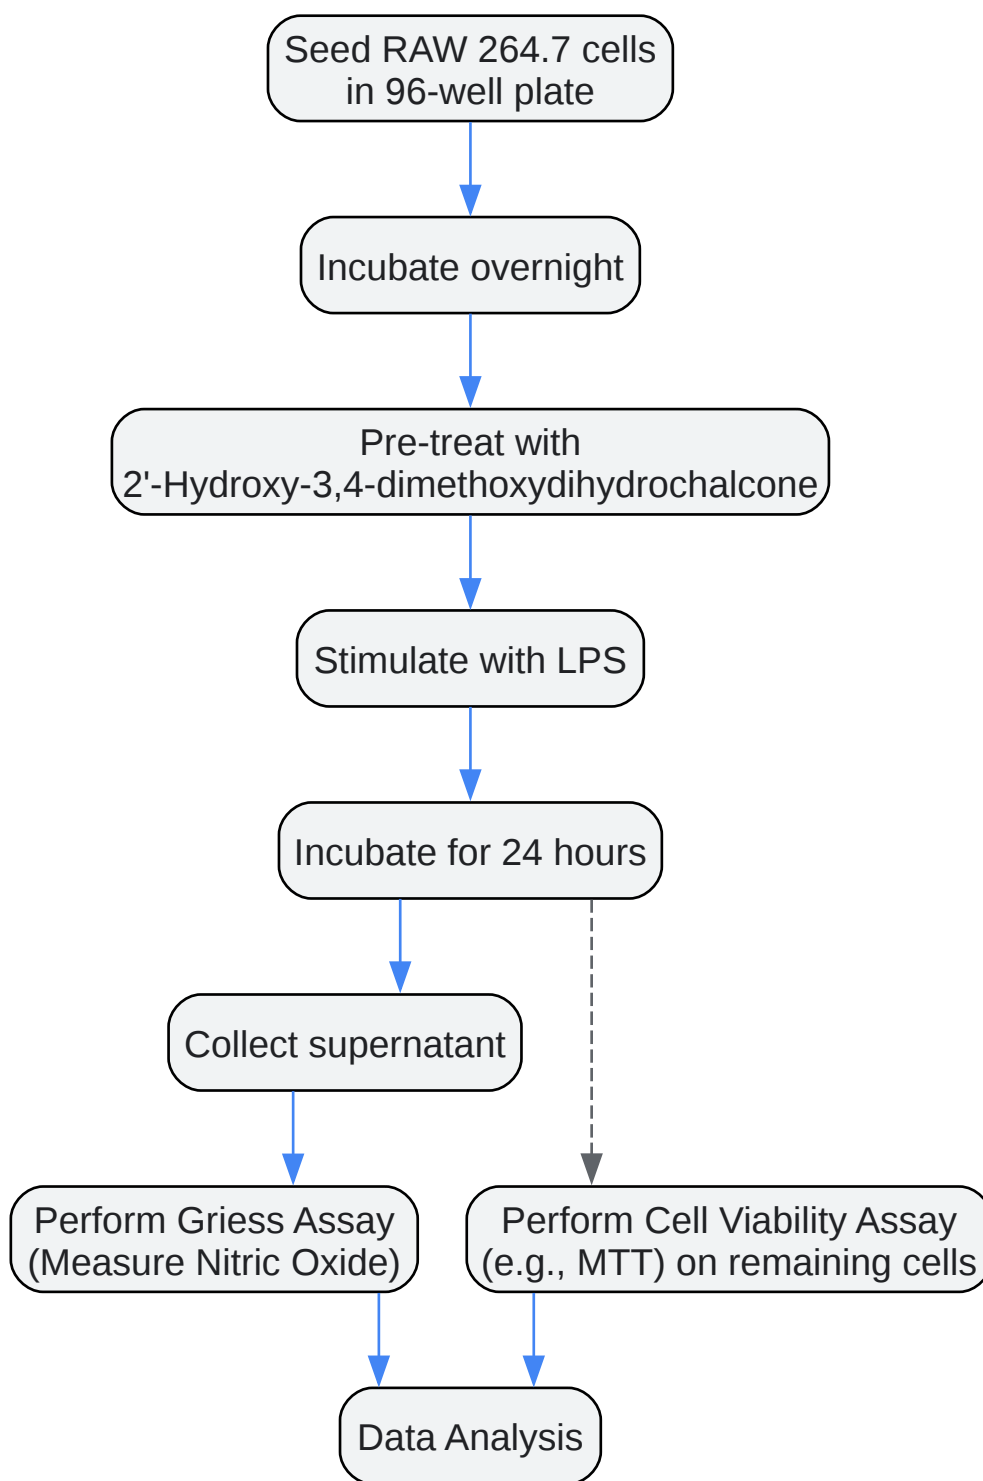 Seed RAW 264.7 cells
in 96-well plate
Incubate overnight
Pre-treat with
2'-Hydroxy-3,4-dimethoxydihydrochalcone
Stimulate with LPS
Incubate for 24 hours
Collect supernatant
Perform Griess Assay
(Measure Nitric Oxide)
Perform Cell Viability Assay
(e.g., MTT) on remaining cells
Data Analysis